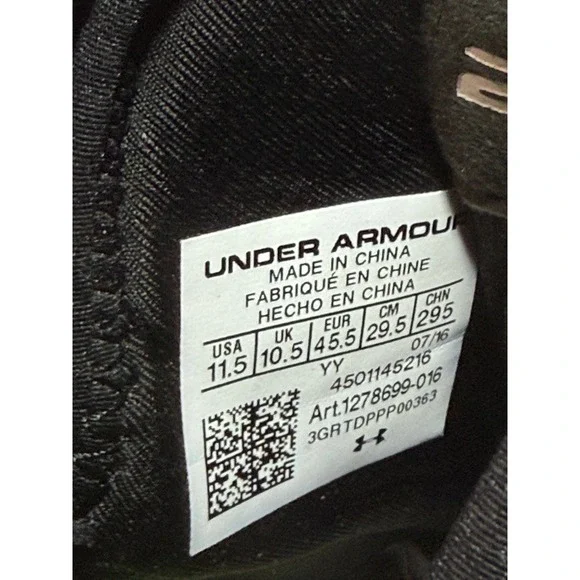 UNDER ARMOUR
MADE IN CHINA
FABRIQUÉ EN CHINE
HECHO EN CHINA
USA UK EUR CM CHN
11.5 10.5 45.5 29.5 295
YY 07/16
4501145216
Art.1278699-016
3GRTDPPP00363